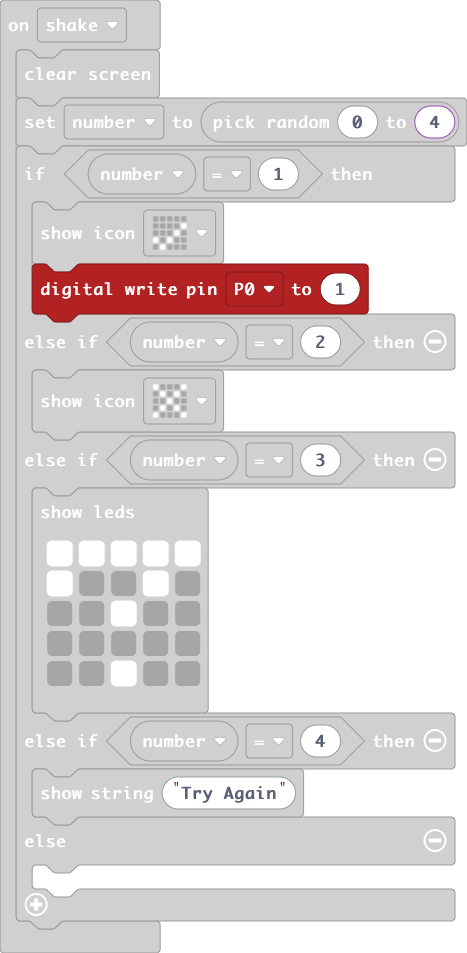 on shake
clear screen
set number to pick random 0 to 4
if number = 1 then
show icon
digital write pin P0 to 1
else if number = 2 then
show icon
else if number = 3 then
show leds
else if number = 4 then
show string "Try Again"
else